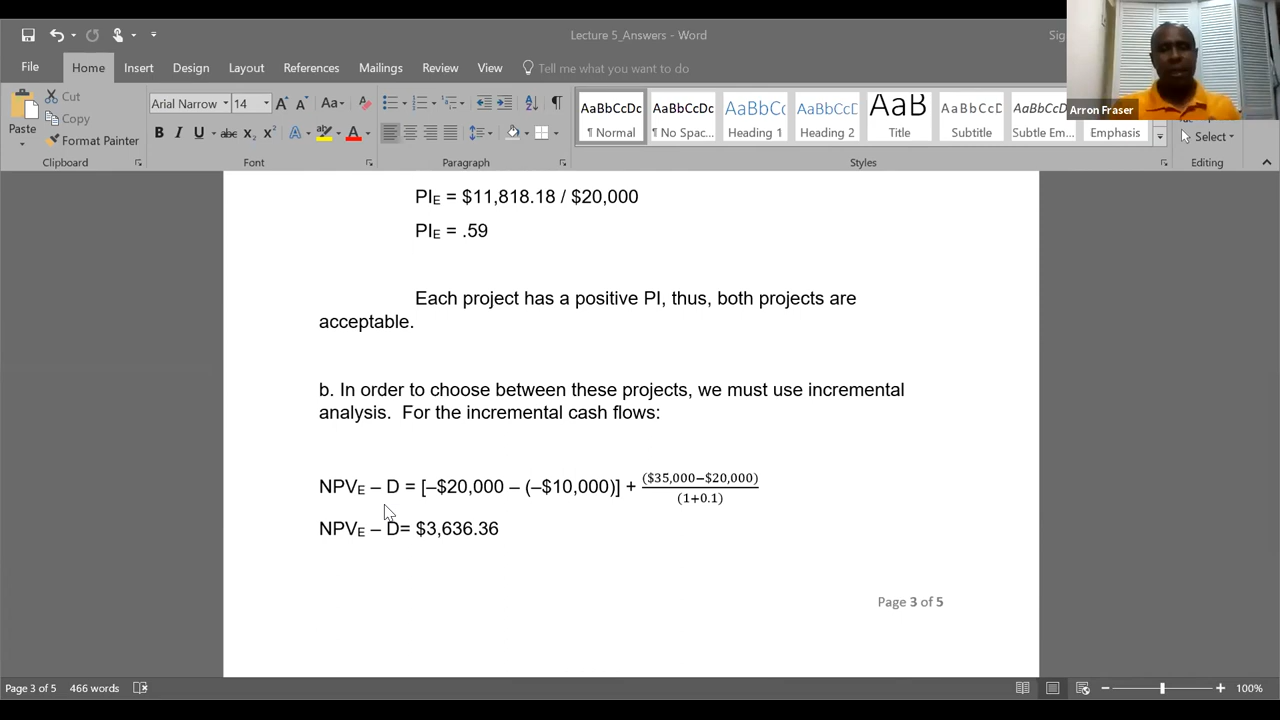 Lecture 5_Answers - Word
Arron Fraser
File Home Insert Design Layout References Mailings Review View Tell me what you want to do
Cut
Copy
Format Painter
Paste
Arial Narrow 14
AaBbCcDc AaBbCcDc AaBbC AaBbCcD AaB AaBbCcD AaBbCcD AaBbCcD
¶ Normal ¶ No Spac... Heading 1 Heading 2 Title Subtitle Subtle Em... Emphasis
Select
Clipboard Font Paragraph Styles Editing
PIE = $11,818.18 / $20,000
PIE = .59
Each project has a positive PI, thus, both projects are
acceptable.
b. In order to choose between these projects, we must use incremental
analysis. For the incremental cash flows:
NPVE – D = [–$20,000 – (–$10,000)] + ($35,000−$20,000)
(1+0.1)
NPVE – D= $3,636.36
Page 3 of 5
Page 3 of 5 466 words 100%